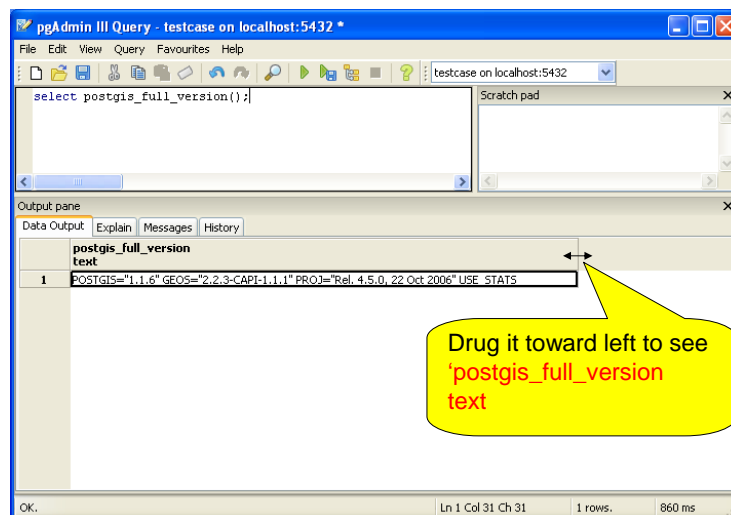 pgAdmin III Query - testcase on localhost:5432 *
File Edit View Query Favourites Help
testcase on localhost:5432
select postgis_full_version();
Scratch pad
Output pane
Data Output Explain Messages History
postgis_full_version
text
1 POSTGIS="1.1.6" GEOS="2.2.3-CAPI-1.1.1" PROJ="Rel. 4.5.0, 22 Oct 2006" USE_STATS
Drug it toward left to see
‘postgis_full_version
text
OK. Ln 1 Col 31 Ch 31 1 rows. 860 ms